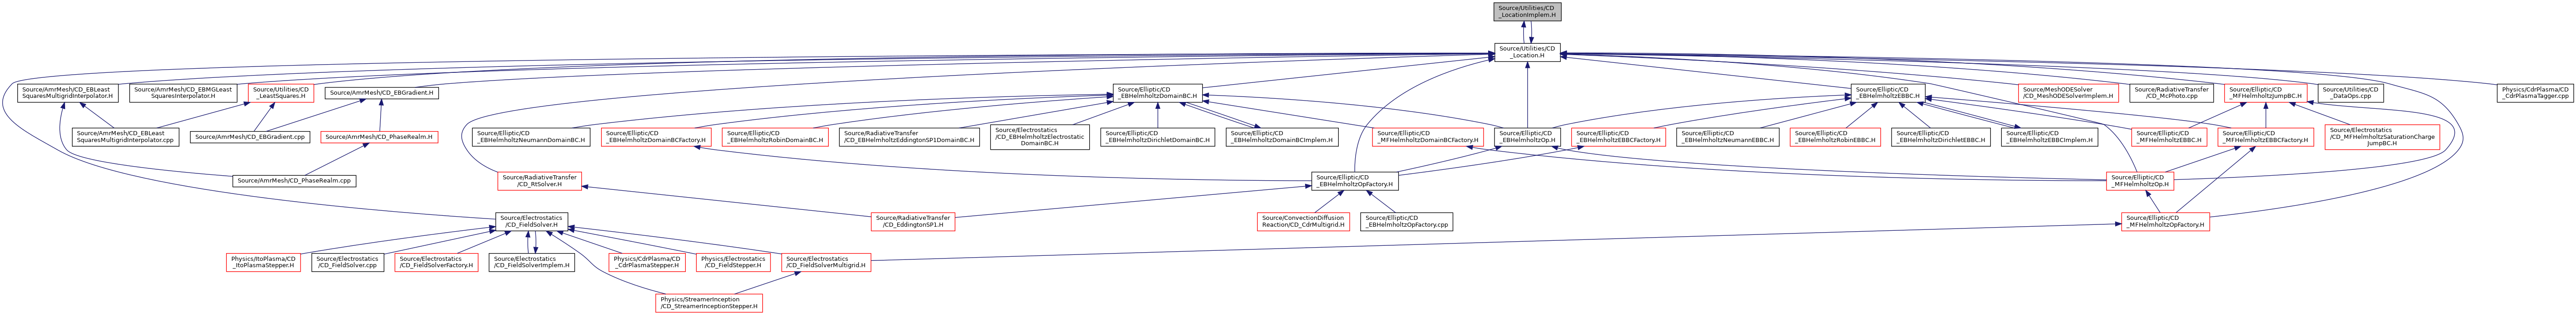 Source/Utilities/CD
_LocationImplem.H
Source/Utilities/CD
_Location.H
Source/AmrMesh/CD_EBLeast
SquaresMultigridInterpolator.H
Source/AmrMesh/CD_EBMGLeast
SquaresInterpolator.H
Source/Utilities/CD
_LeastSquares.H
Source/AmrMesh/CD_EBGradient.H
Source/Elliptic/CD
_EBHelmholtzDomainBC.H
Source/Elliptic/CD
_EBHelmholtzEBBC.H
Source/MeshODESolver
/CD_MeshODESolverImplem.H
Source/RadiativeTransfer
/CD_McPhoto.cpp
Source/Elliptic/CD
_MFHelmholtzJumpBC.H
Source/Utilities/CD
_DataOps.cpp
Physics/CdrPlasma/CD
_CdrPlasmaTagger.cpp
Source/AmrMesh/CD_EBLeast
SquaresMultigridInterpolator.cpp
Source/AmrMesh/CD_EBGradient.cpp
Source/AmrMesh/CD_PhaseRealm.H
Source/Elliptic/CD
_EBHelmholtzNeumannDomainBC.H
Source/Elliptic/CD
_EBHelmholtzDomainBCFactory.H
Source/Elliptic/CD
_EBHelmholtzRobinDomainBC.H
Source/RadiativeTransfer
/CD_EBHelmholtzEddingtonSP1DomainBC.H
Source/Electrostatics
/CD_EBHelmholtzElectrostatic
DomainBC.H
Source/Elliptic/CD
_EBHelmholtzDirichletDomainBC.H
Source/Elliptic/CD
_EBHelmholtzDomainBCImplem.H
Source/Elliptic/CD
_MFHelmholtzDomainBCFactory.H
Source/Elliptic/CD
_EBHelmholtzOp.H
Source/Elliptic/CD
_EBHelmholtzEBBCFactory.H
Source/Elliptic/CD
_EBHelmholtzNeumannEBBC.H
Source/Elliptic/CD
_EBHelmholtzRobinEBBC.H
Source/Elliptic/CD
_EBHelmholtzDirichletEBBC.H
Source/Elliptic/CD
_EBHelmholtzEBBCImplem.H
Source/Elliptic/CD
_MFHelmholtzEBBC.H
Source/Elliptic/CD
_MFHelmholtzEBBCFactory.H
Source/Electrostatics
/CD_MFHelmholtzSaturationCharge
JumpBC.H
Source/AmrMesh/CD_PhaseRealm.cpp
Source/RadiativeTransfer
/CD_RtSolver.H
Source/Elliptic/CD
_EBHelmholtzOpFactory.H
Source/Elliptic/CD
_MFHelmholtzOp.H
Source/Electrostatics
/CD_FieldSolver.H
Source/RadiativeTransfer
/CD_EddingtonSP1.H
Source/ConvectionDiffusion
Reaction/CD_CdrMultigrid.H
Source/Elliptic/CD
_EBHelmholtzOpFactory.cpp
Source/Elliptic/CD
_MFHelmholtzOpFactory.H
Physics/ItoPlasma/CD
_ItoPlasmaStepper.H
Source/Electrostatics
/CD_FieldSolver.cpp
Source/Electrostatics
/CD_FieldSolverFactory.H
Source/Electrostatics
/CD_FieldSolverImplem.H
Physics/CdrPlasma/CD
_CdrPlasmaStepper.H
Physics/Electrostatics
/CD_FieldStepper.H
Source/Electrostatics
/CD_FieldSolverMultigrid.H
Physics/StreamerInception
/CD_StreamerInceptionStepper.H